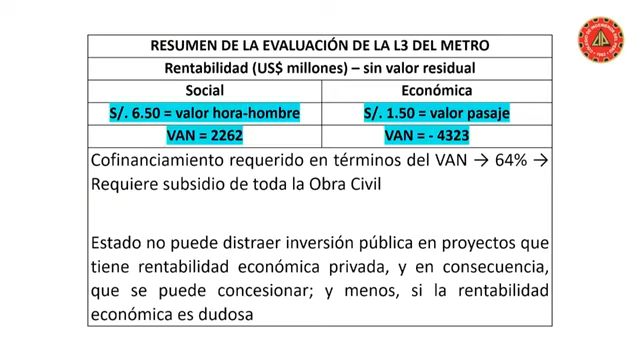 RESUMEN DE LA EVALUACIÓN DE LA L3 DEL METRO
Rentabilidad (US$ millones) – sin valor residual
Social
Económica
S/. 6.50 = valor hora-hombre
S/. 1.50 = valor pasaje
VAN = 2262
VAN = - 4323
Cofinanciamiento requerido en términos del VAN → 64% →
Requiere subsidio de toda la Obra Civil
Estado no puede distraer inversión pública en proyectos que
tiene rentabilidad económica privada, y en consecuencia,
que se puede concesionar; y menos, si la rentabilidad
económica es dudosa